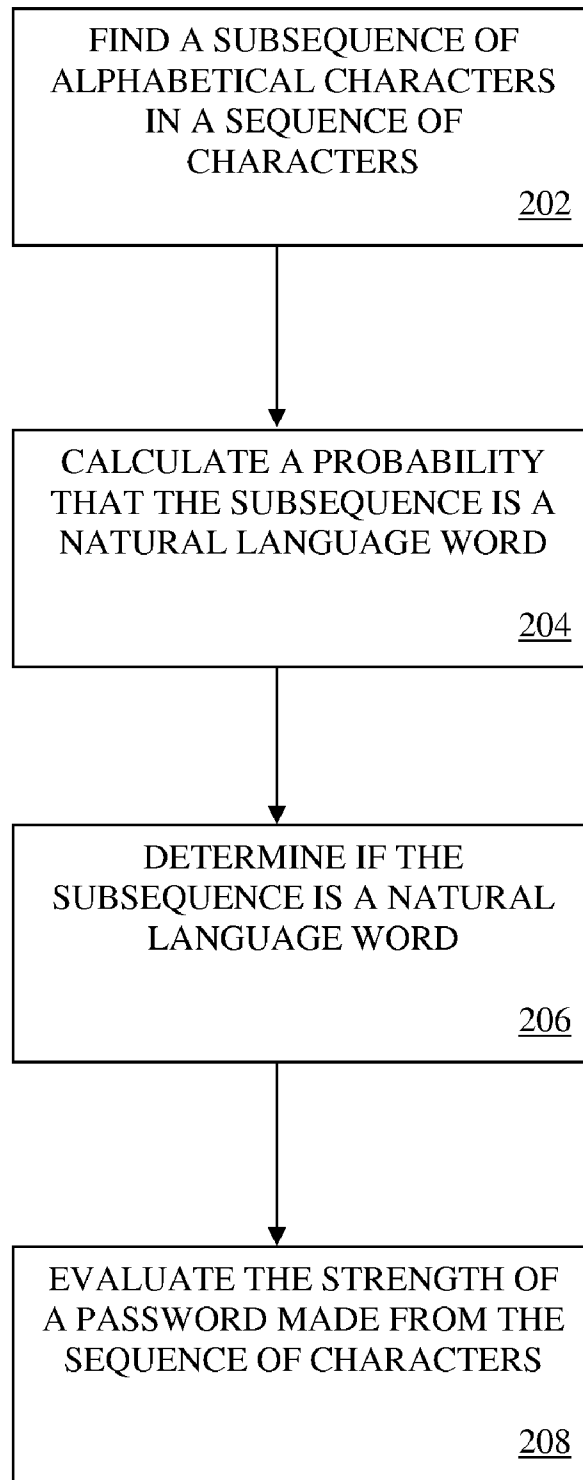 FIND A SUBSEQUENCE OF
ALPHABETICAL CHARACTERS
IN A SEQUENCE OF
CHARACTERS
202
CALCULATE A PROBABILITY
THAT THE SUBSEQUENCE IS A
NATURAL LANGUAGE WORD
204
DETERMINE IF THE
SUBSEQUENCE IS A NATURAL
LANGUAGE WORD
206
EVALUATE THE STRENGTH OF
A PASSWORD MADE FROM THE
SEQUENCE OF CHARACTERS
208